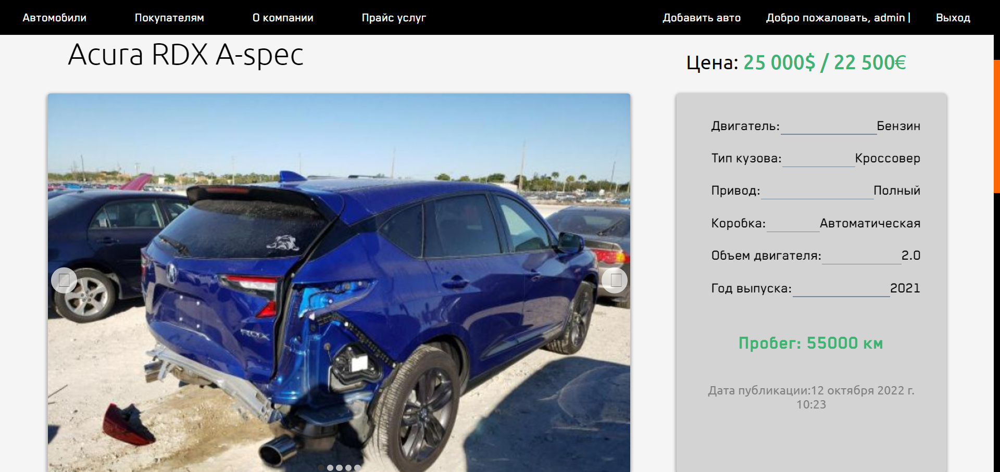 Автомобили Покупателям О компании Прайс услуг Добавить авто Добро пожаловать, admin | Выход
Acura RDX A-spec
Цена: 25 000$ / 22 500€
Двигатель: Бензин
Тип кузова: Кроссовер
Привод: Полный
Коробка: Автоматическая
Объем двигателя: 2.0
Год выпуска: 2021
Пробег: 55000 км
Дата публикации:12 октября 2022 г.
10:23
RDX